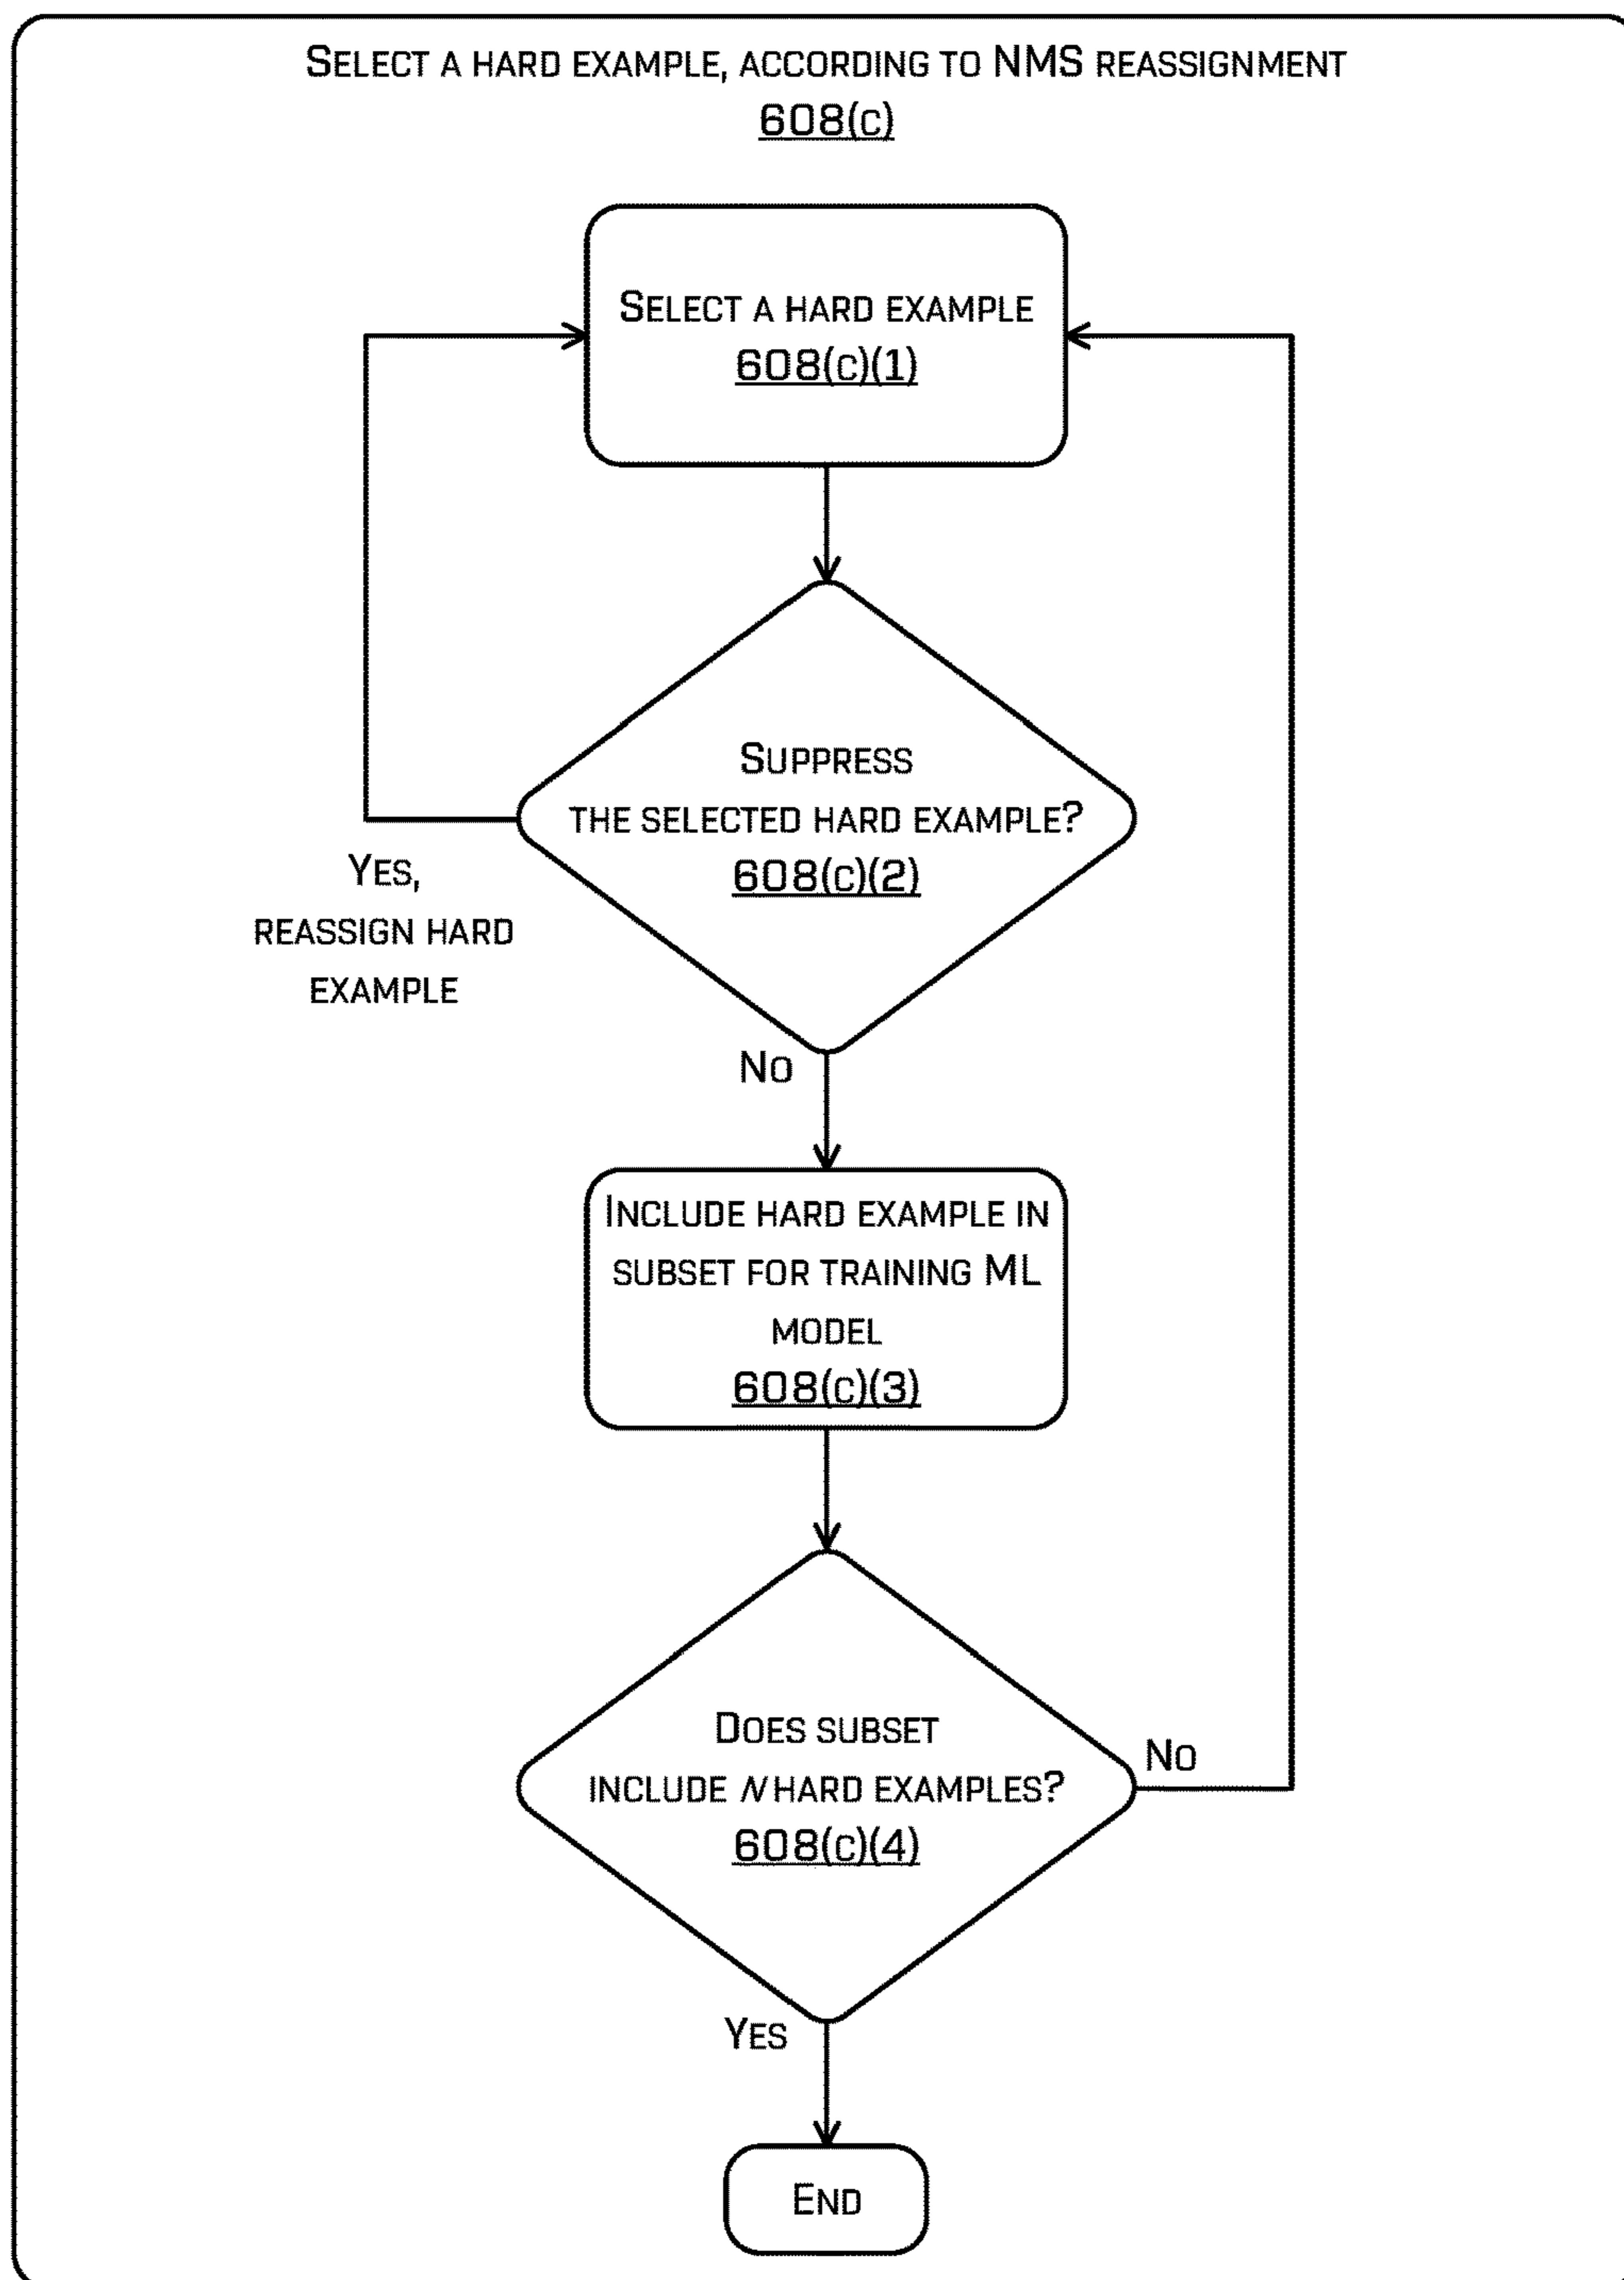 SELECT A HARD EXAMPLE, ACCORDING TO NMS REASSIGNMENT
608(C)
SELECT A HARD EXAMPLE
608(C)(1)
SUPPRESS
THE SELECTED HARD EXAMPLE?
608(C)(2)
YES,
REASSIGN HARD
EXAMPLE
NO
INCLUDE HARD EXAMPLE IN
SUBSET FOR TRAINING ML
MODEL
608(C)(3)
DOES SUBSET
INCLUDE N HARD EXAMPLES?
608(C)(4)
NO
YES
END